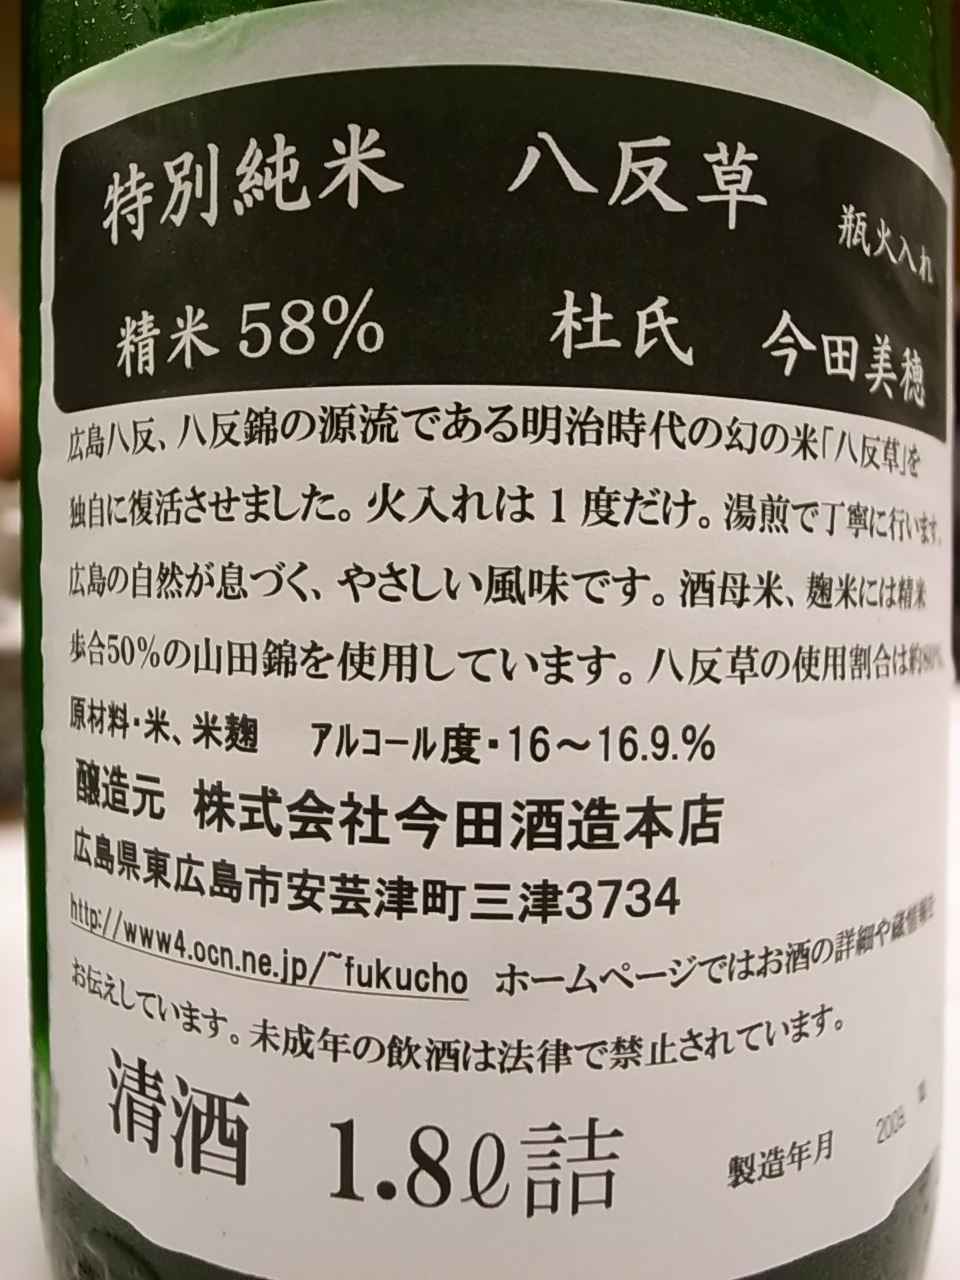 特別純米 八反草 瓶火入れ
精米58% 杜氏 今田美穂
広島八反、八反錦の源流である明治時代の幻の米「八反草」を
独自に復活させました。火入れは1度だけ。湯煎で丁寧に行います。
広島の自然が息づく、やさしい風味です。酒母米、麹米には精米
歩合50%の山田錦を使用しています。八反草の使用割合は約80%。
原材料・米、米麹 アルコール度・16〜16.9.%
醸造元 株式会社今田酒造本店
広島県東広島市安芸津町三津3734
http://www4.ocn.ne.jp/~fukucho ホームページではお酒の詳細や蔵情報を
お伝えしています。未成年の飲酒は法律で禁止されています。
清酒 1.8ℓ詰 製造年月 2009.